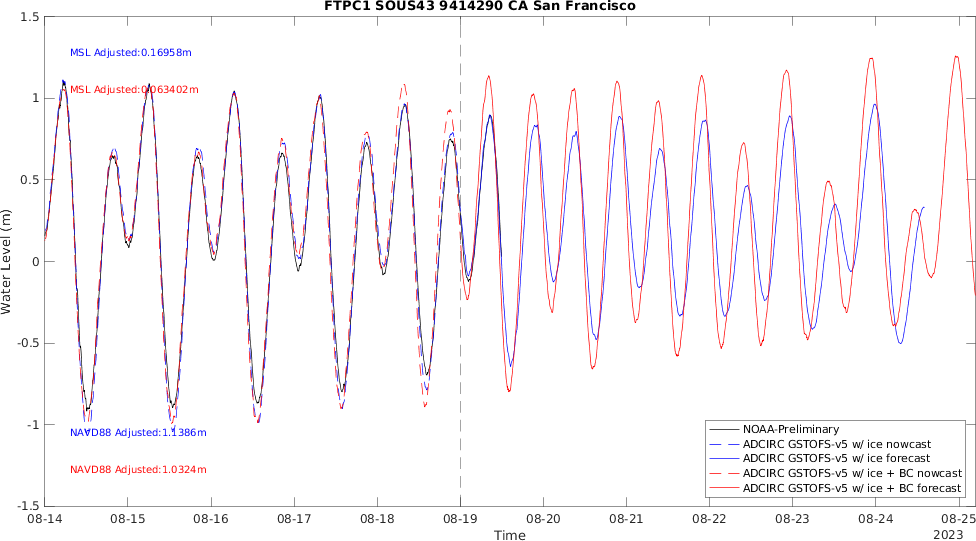 FTPC1 SOUS43 9414290 CA San Francisco
1.5
1
0.5
0
-0.5
-1
-1.5
Water Level (m)
MSL Adjusted:0.16958m
MSL Adjusted:0.063402m
NAVD88 Adjusted:1.1386m
NAVD88 Adjusted:1.0324m
NOAA-Preliminary
ADCIRC GSTOFS-v5 w/ ice nowcast
ADCIRC GSTOFS-v5 w/ ice forecast
ADCIRC GSTOFS-v5 w/ ice + BC nowcast
ADCIRC GSTOFS-v5 w/ ice + BC forecast
08-14 08-15 08-16 08-17 08-18 08-19 08-20 08-21 08-22 08-23 08-24 08-25
Time
2023